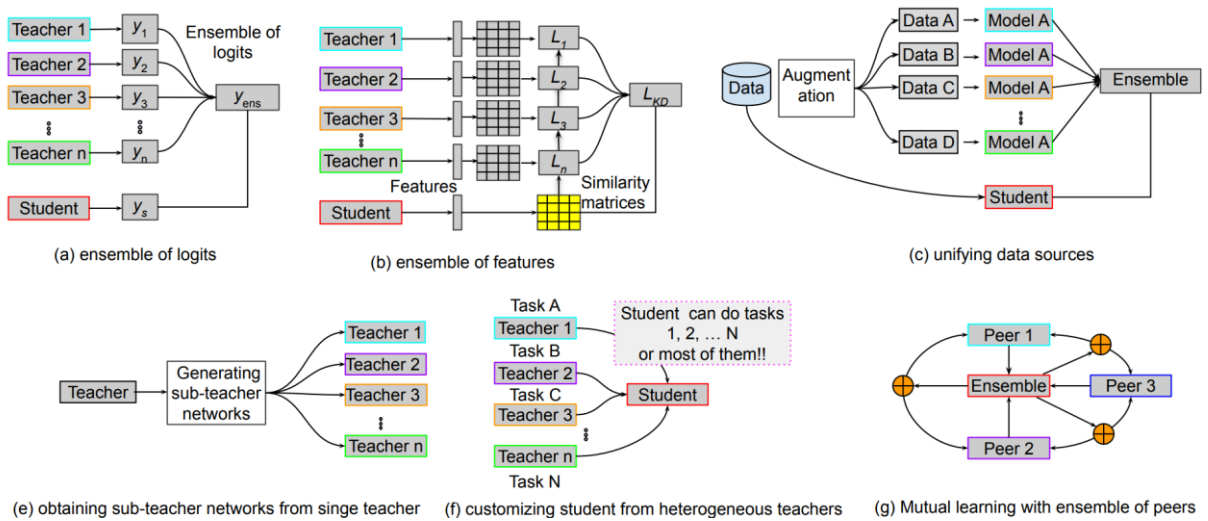 Teacher 1
y1
Ensemble of
logits
Teacher 2
y2
Teacher 3
y3
yens
Teacher n
yn
Student
ys
(a) ensemble of logits
Teacher 1
L1
Teacher 2
L2
LKD
Teacher 3
L3
Teacher n
Ln
Features
Similarity
matrices
Student
(b) ensemble of features
Data
Augment
ation
Data A
Model A
Data B
Model A
Data C
Model A
Data D
Model A
Ensemble
Student
(c) unifying data sources
Teacher
Generating
sub-teacher
networks
Teacher 1
Teacher 2
Teacher 3
Teacher n
(e) obtaining sub-teacher networks from singe teacher
Task A
Teacher 1
Task B
Teacher 2
Task C
Teacher 3
Teacher n
Task N
Student can do tasks
1, 2, ... N
or most of them!!
Student
(f) customizing student from heterogeneous teachers
Peer 1
Ensemble
Peer 3
Peer 2
(g) Mutual learning with ensemble of peers